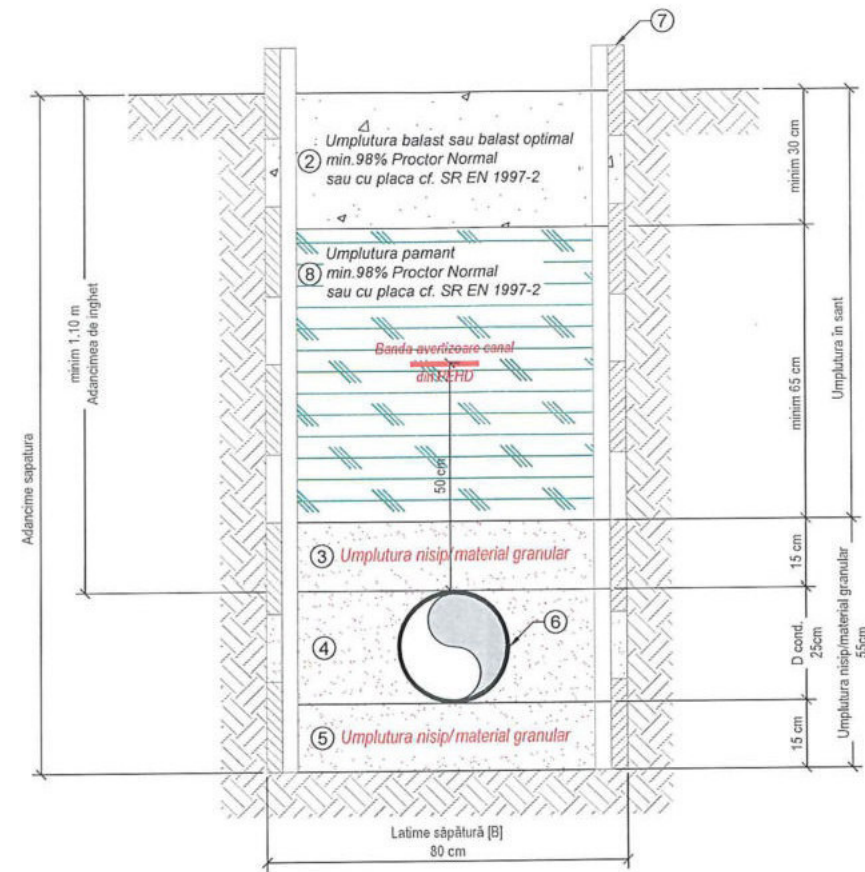 7
2
Umplutura balast sau balast optimal
min.98% Proctor Normal
sau cu placa cf. SR EN 1997-2
minim 30 cm
8
Umplutura pamant
min.98% Proctor Normal
sau cu placa cf. SR EN 1997-2
Banda avertizoare canal
din PEHD
50 cm
minim 65 cm
Umplutura în sant
minim 1.10 m
Adancimea de inghet
Adancime sapatura
3 Umplutura nisip/material granular
15 cm
4
6
D cond.
25cm
Umplutura nisip/material granular
55cm
5 Umplutura nisip/material granular
15 cm
Latime săpătură [B]
80 cm